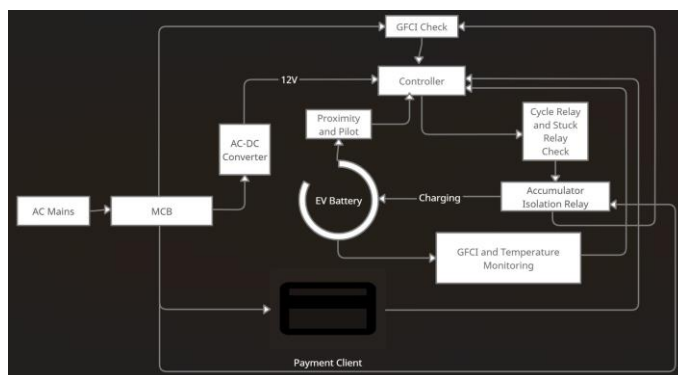 GFCI Check
12V
Controller
Proximity
and Pilot
Cycle Relay
and Stuck
Relay
Check
AC-DC
Converter
AC Mains
MCB
EV Battery
Charging
Accumulator
Isolation Relay
GFCI and Temperature
Monitoring
Payment Client